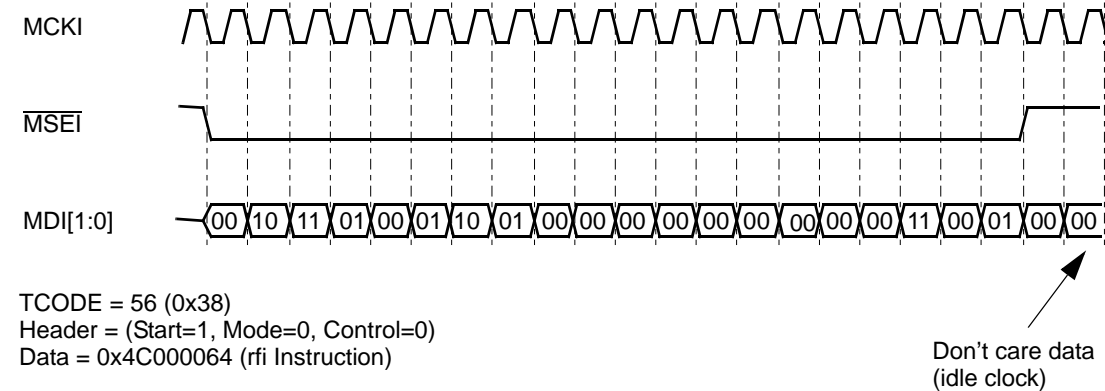 MCKI
MSEI
MDI[1:0]
00 10 11 01 00 01 10 01 00 00 00 00 00 00 00 00 11 00 01 00 00
TCODE = 56 (0x38)
Header = (Start=1, Mode=0, Control=0)
Data = 0x4C000064 (rfi Instruction)
Don't care data
(idle clock)